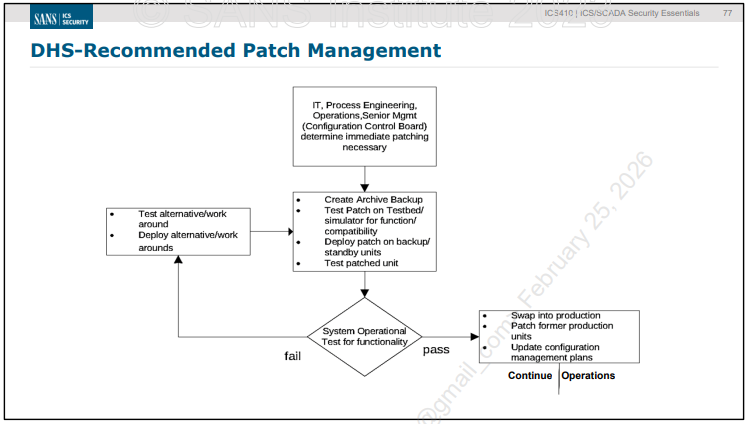 © SANS Institute 2026
SANS ICS SECURITY
ICS410 | ICS/SCADA Security Essentials 77
DHS-Recommended Patch Management
IT, Process Engineering,
Operations,Senior Mgmt
(Configuration Control Board)
determine immediate patching
necessary
• Test alternative/work
around
• Deploy alternative/work
arounds
• Create Archive Backup
• Test Patch on Testbed/
simulator for function/
compatibility
• Deploy patch on backup/
standby units
• Test patched unit
System Operational
Test for functionality
fail
pass
• Swap into production
• Patch former production
units
• Update configuration
management plans
Continue Operations
@gmail_com February 25, 2026